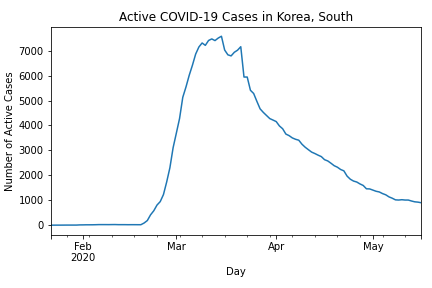 Active COVID-19 Cases in Korea, South
Number of Active Cases
7000
6000
5000
4000
3000
2000
1000
0
Feb Mar Apr May
2020
Day